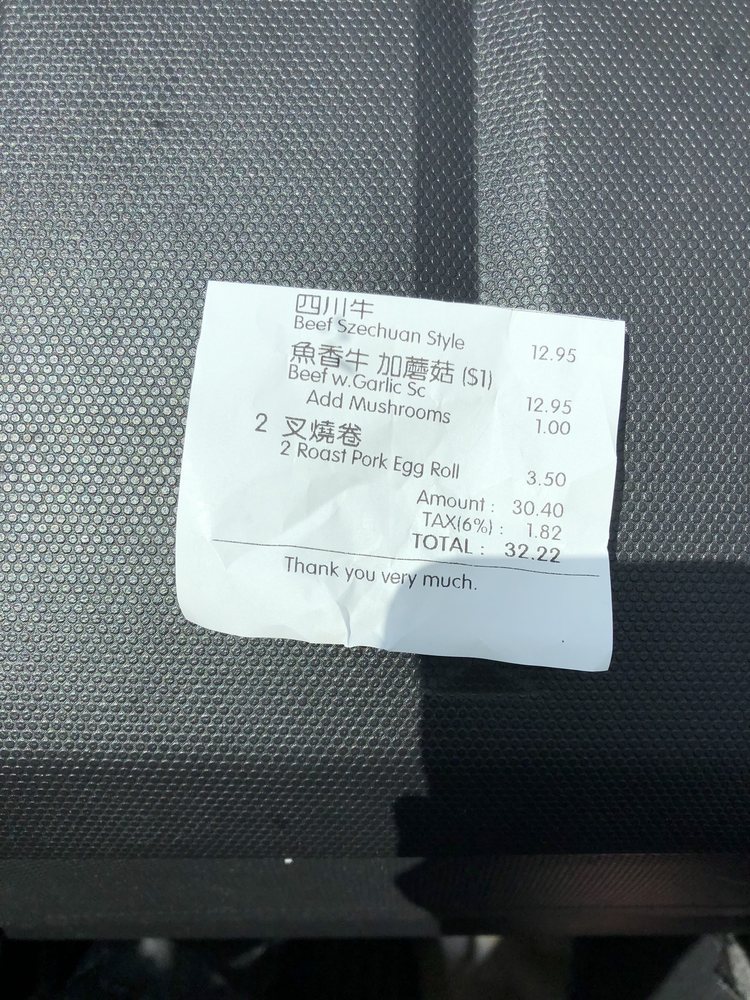 四川牛
Beef Szechuan Style 12.95
魚香牛 加蘑菇 ($1)
Beef w.Garlic Sc 12.95
Add Mushrooms 1.00
2 叉燒卷
2 Roast Pork Egg Roll 3.50
Amount : 30.40
TAX(6%) : 1.82
TOTAL : 32.22
Thank you very much.